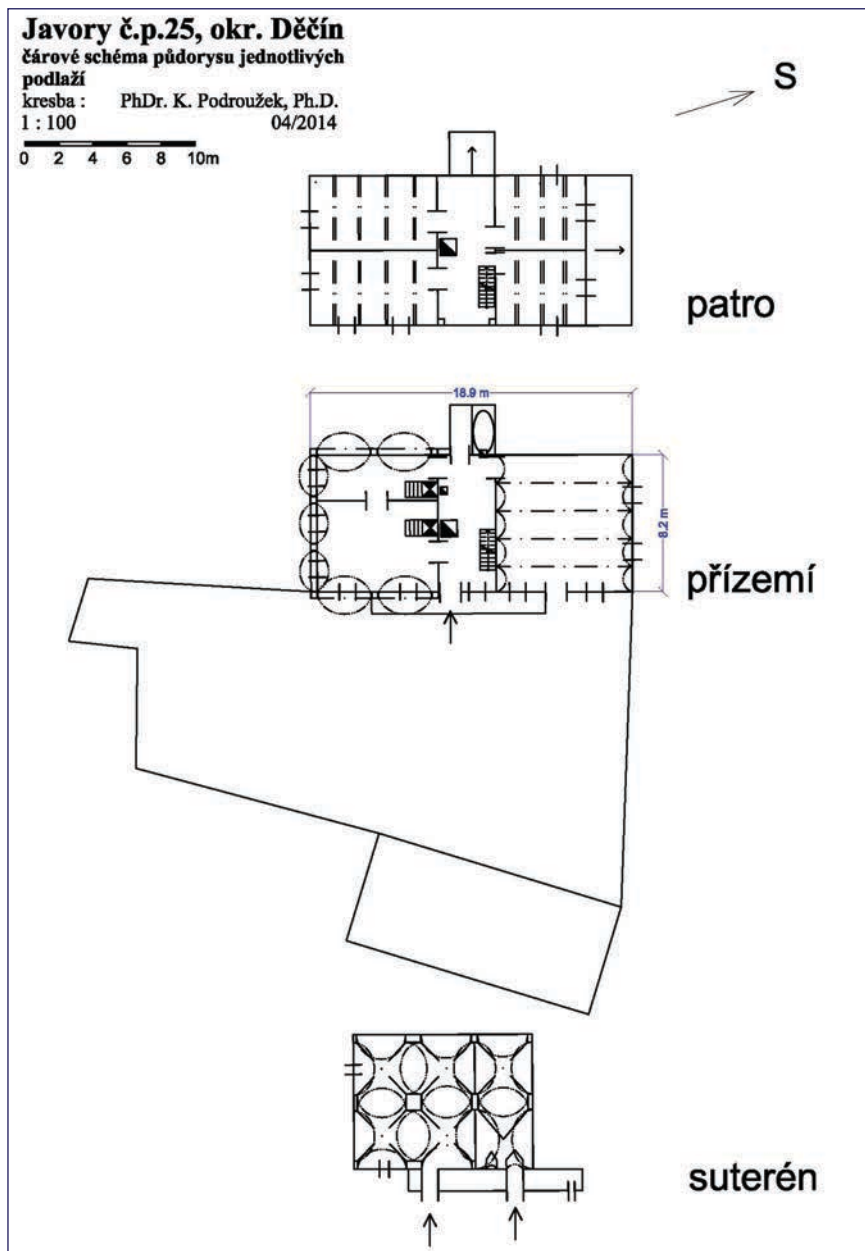 Javory č.p.25, okr. Děčín
čárové schéma půdorysu jednotlivých
podlaží
kresba : PhDr. K. Podroužek, Ph.D.
1 : 100 04/2014
0 2 4 6 8 10m
S
patro
18.9 m
8.2 m
přízemí
suterén